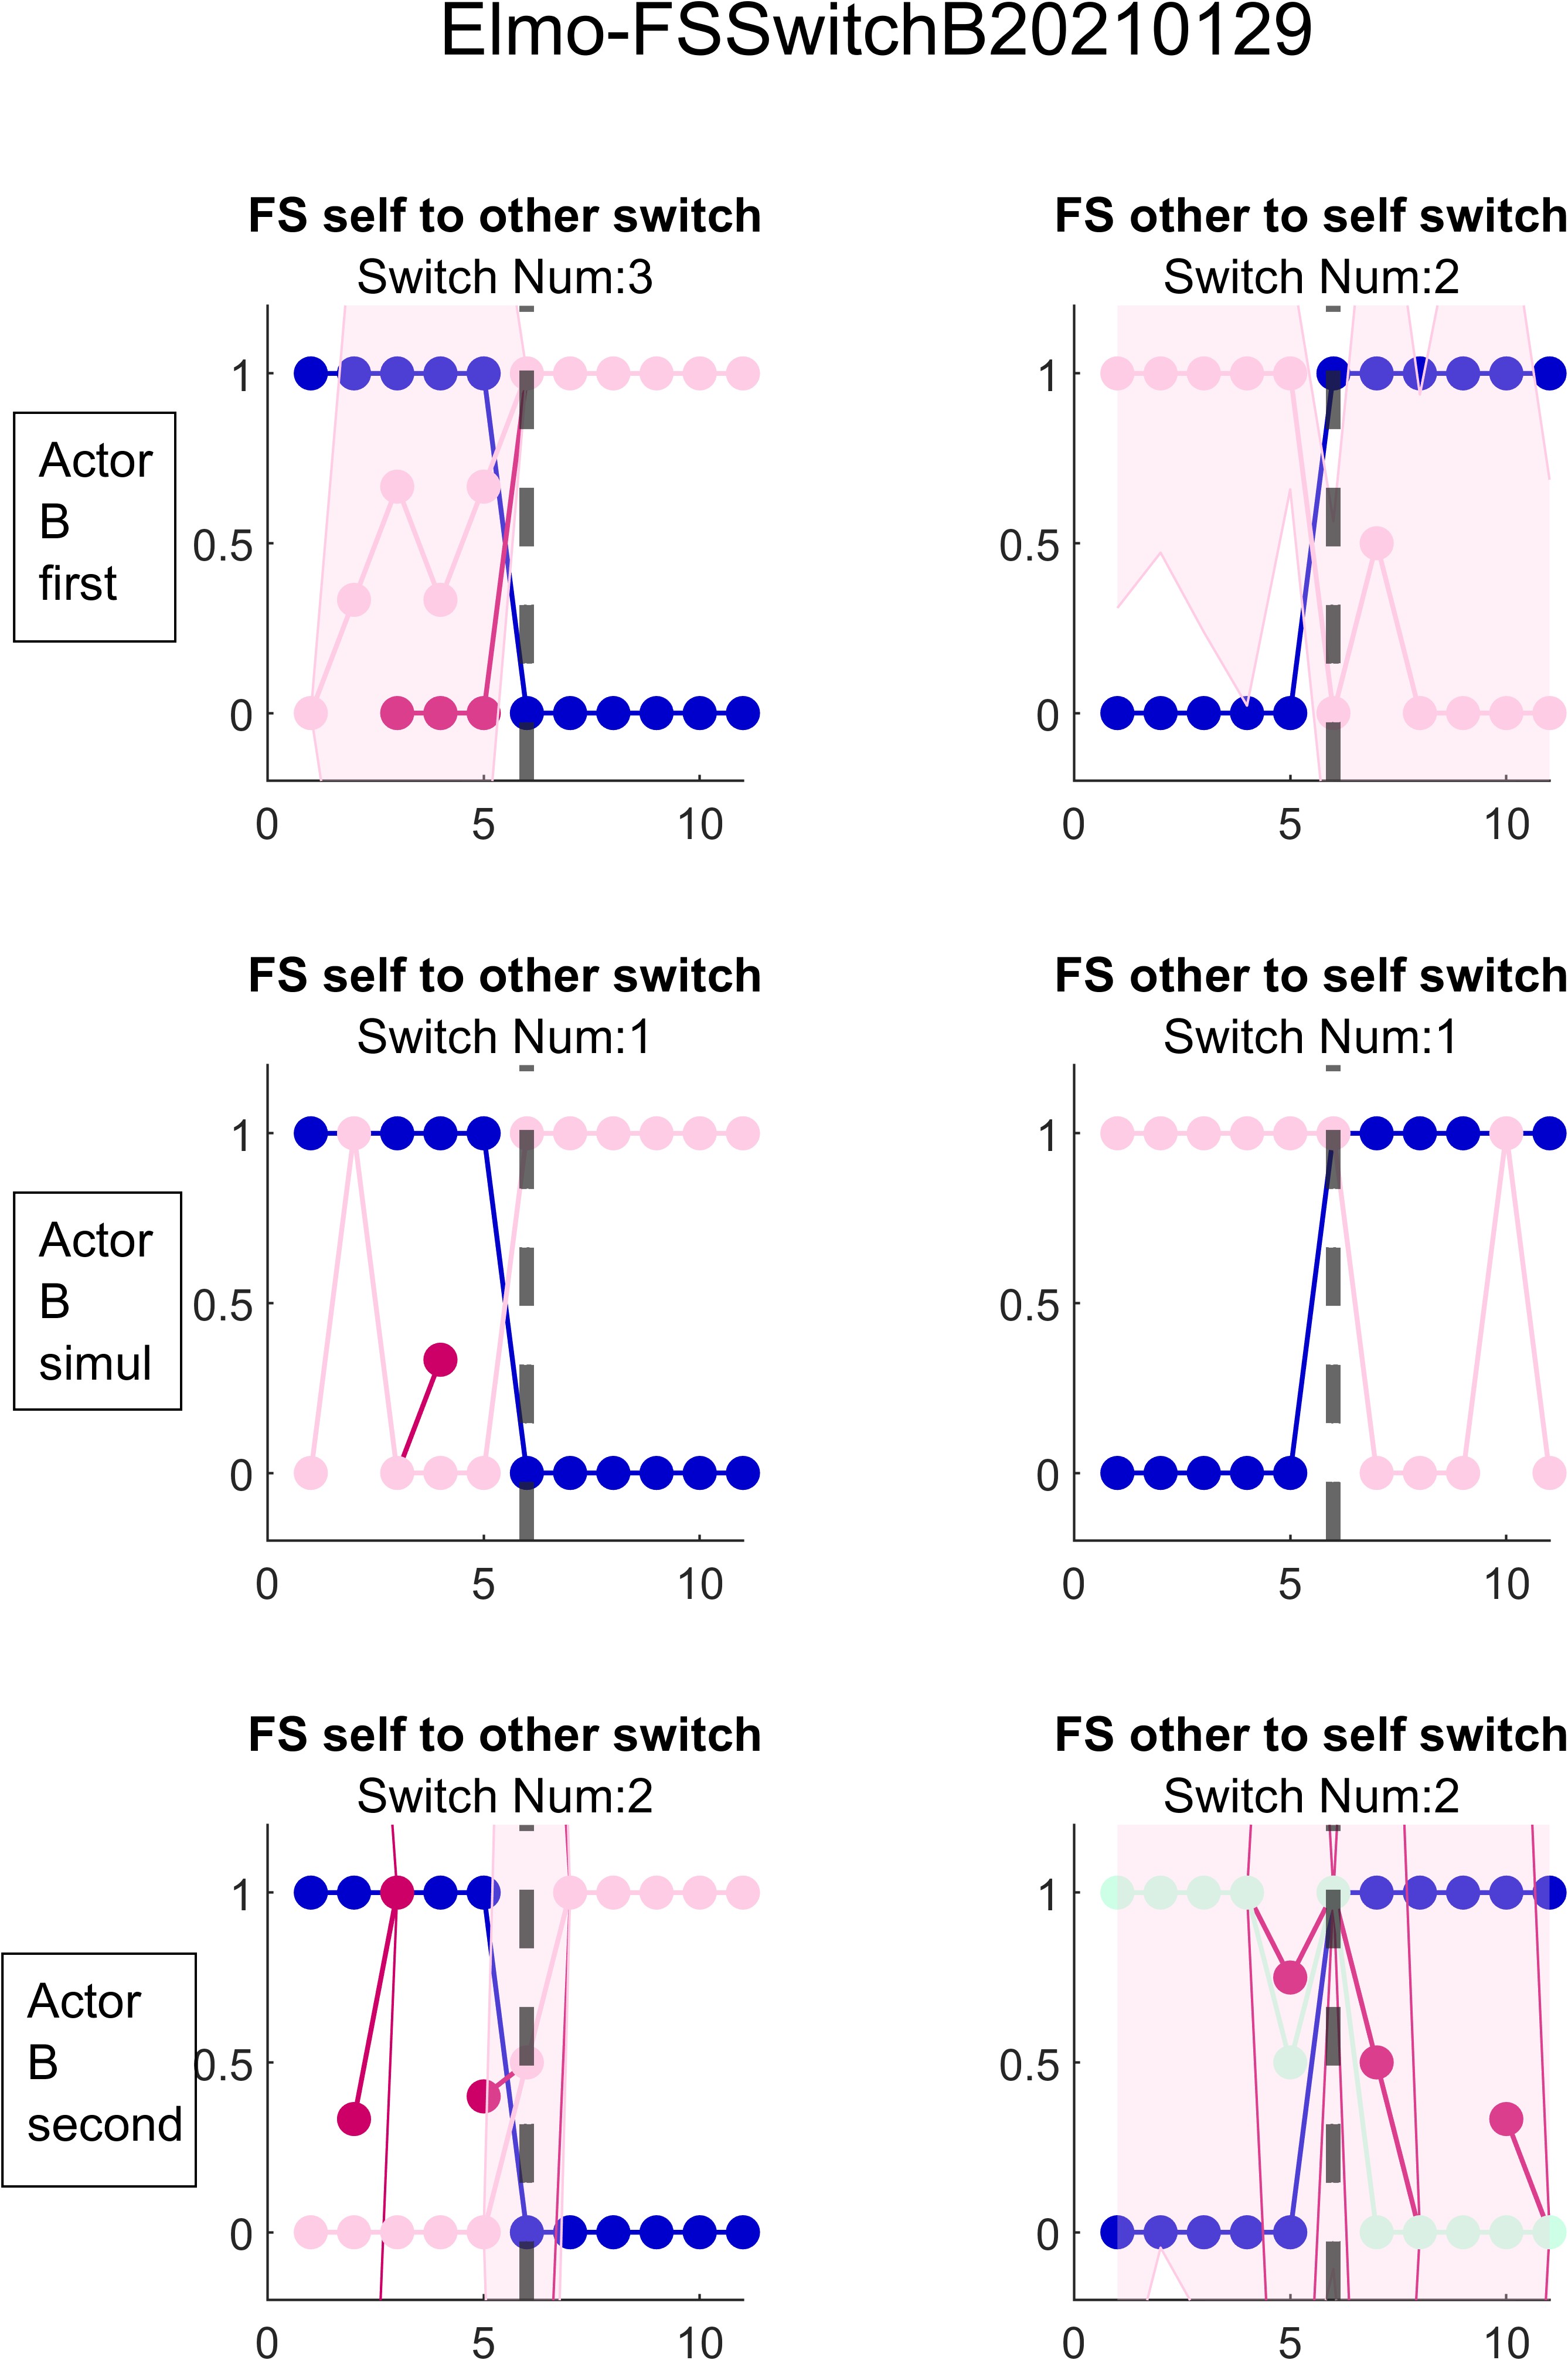 Elmo-FSSwitchB20210129
FS self to other switch
Switch Num:3
FS other to self switch
Switch Num:2
Actor
B
first
1
0.5
0
0
5
10
1
0.5
0
0
5
10
FS self to other switch
Switch Num:1
FS other to self switch
Switch Num:1
Actor
B
simul
1
0.5
0
0
5
10
1
0.5
0
0
5
10
FS self to other switch
Switch Num:2
FS other to self switch
Switch Num:2
Actor
B
second
1
0.5
0
0
5
10
1
0.5
0
0
5
10